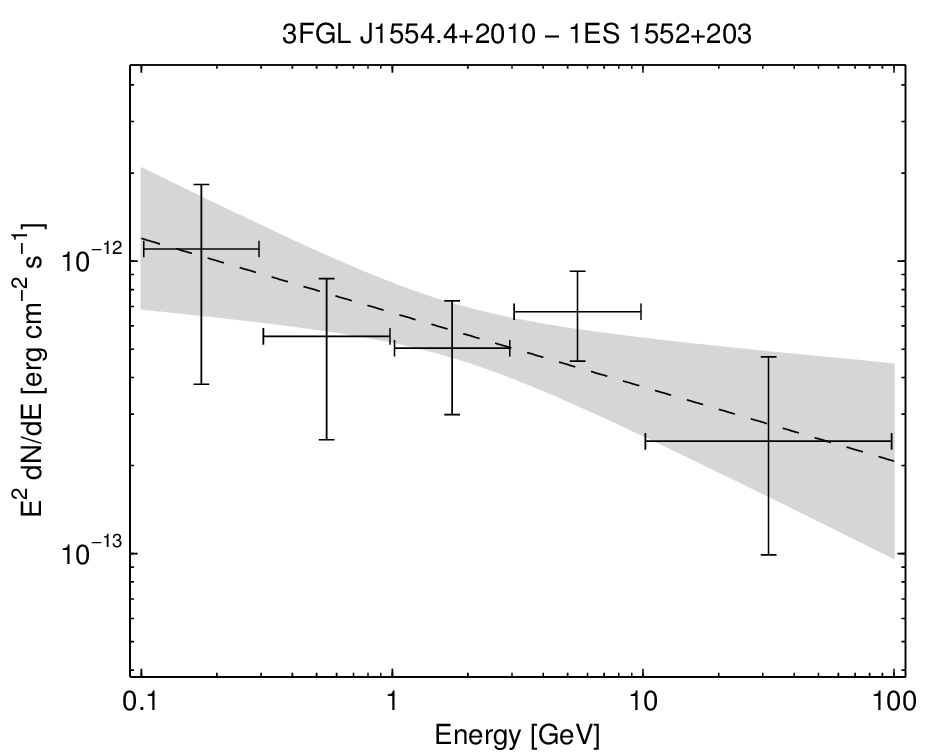 3FGL J1554.4+2010 − 1ES 1552+203
E² dN/dE [erg cm⁻² s⁻¹]
10⁻¹²
10⁻¹³
0.1 1 10 100
Energy [GeV]